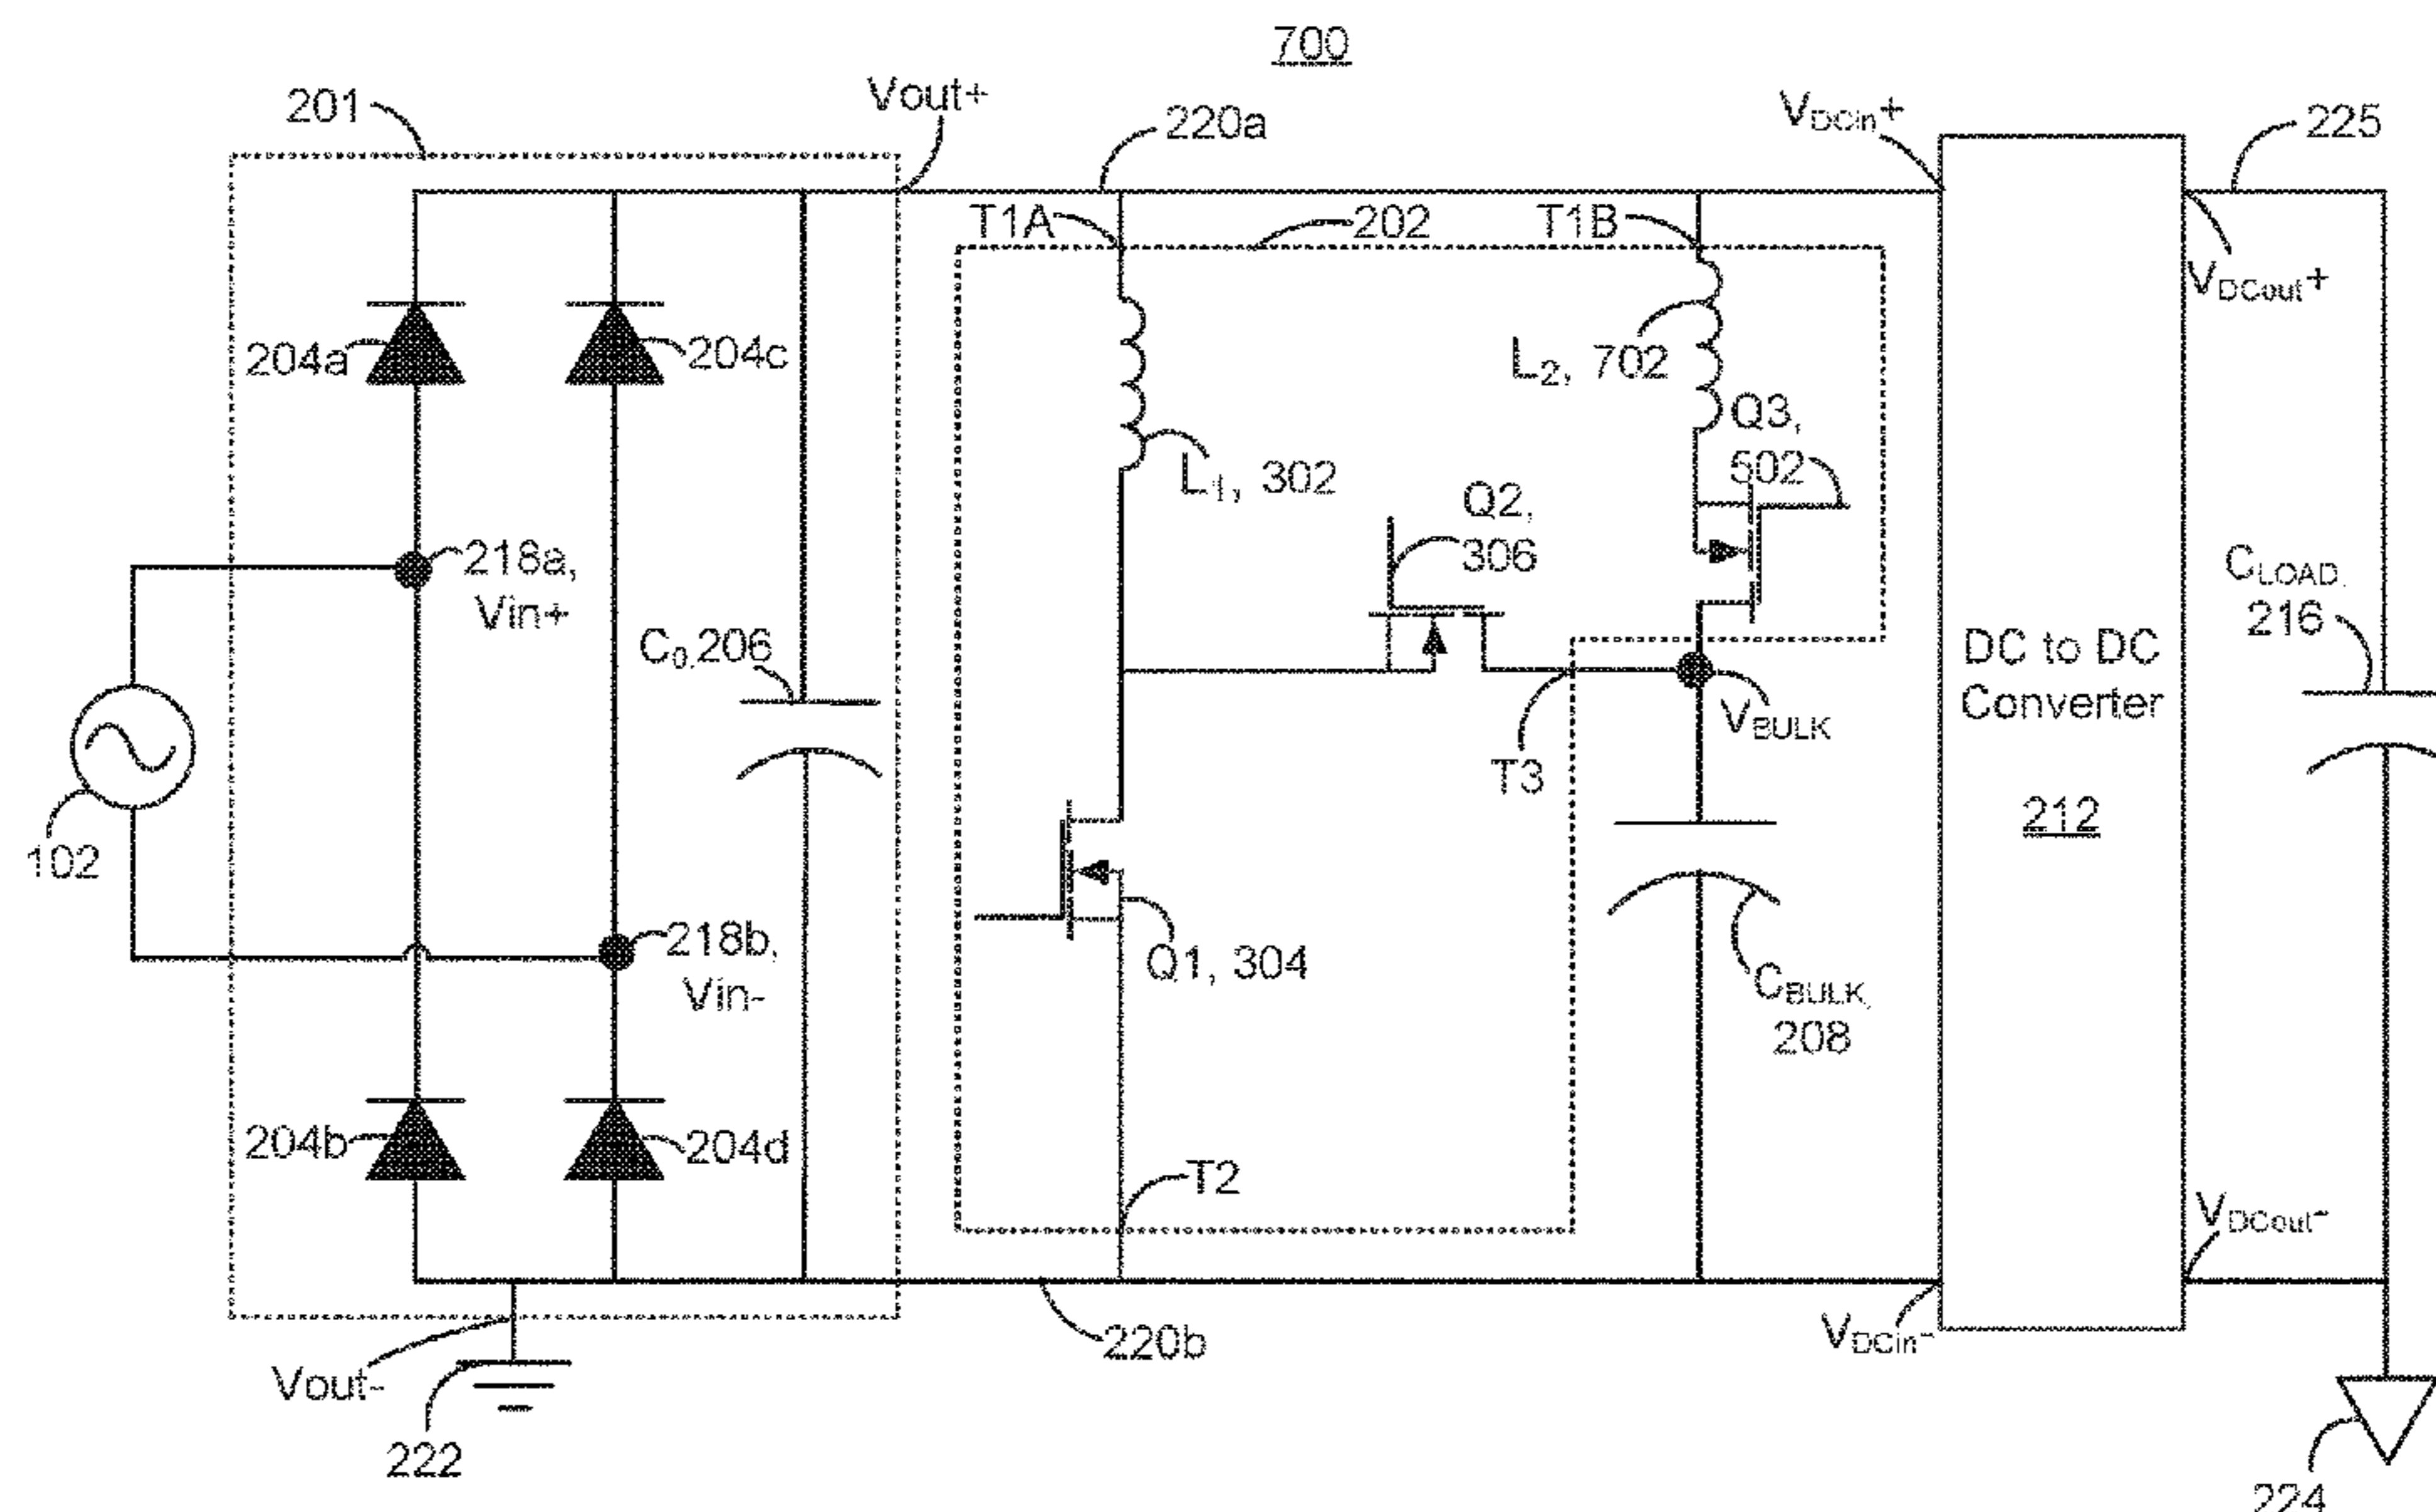 700
201
Vout+
220a
VDCin+
225
T1A
202
T1B
VDCout+
204a
204c
L2, 702
Q3,
502
L1, 302
Q2,
306
218a,
Vin+
C0,206
CLOAD,
216
DC to DC
Converter
212
VBULK
T3
102
218b,
Vin-
Q1, 304
CBULK,
208
204b
204d
T2
VDCout-
220b
VDCin-
Vout-
222
224